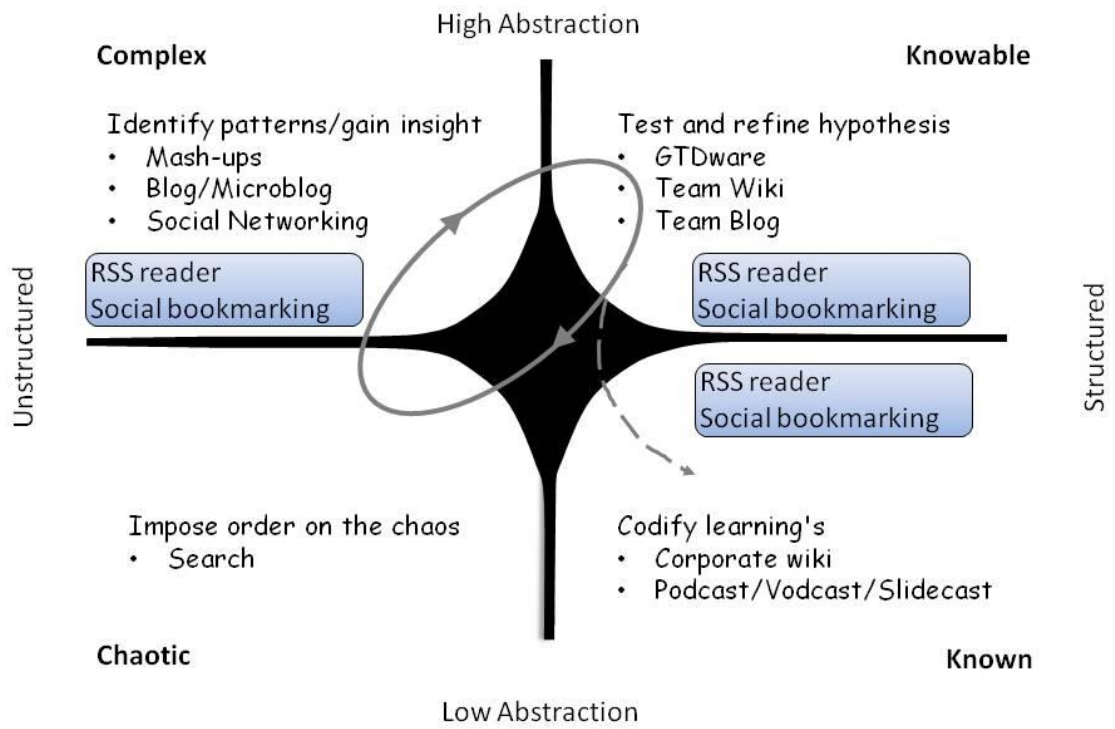 High Abstraction
Complex
Knowable
Identify patterns/gain insight
• Mash-ups
• Blog/Microblog
• Social Networking
Test and refine hypothesis
• GTDware
• Team Wiki
• Team Blog
RSS reader
Social bookmarking
RSS reader
Social bookmarking
Unstructured
Structured
RSS reader
Social bookmarking
Impose order on the chaos
• Search
Codify learning's
• Corporate wiki
• Podcast/Vodcast/Slidecast
Chaotic
Known
Low Abstraction